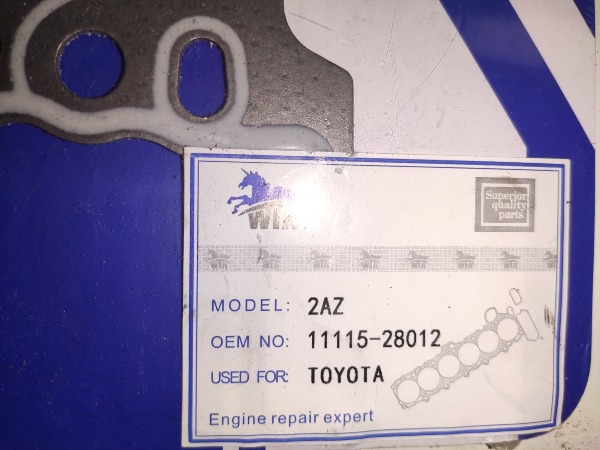 Superior
quality
parts
MODEL: 2AZ
OEM NO: 11115-28012
USED FOR: TOYOTA
Engine repair expert